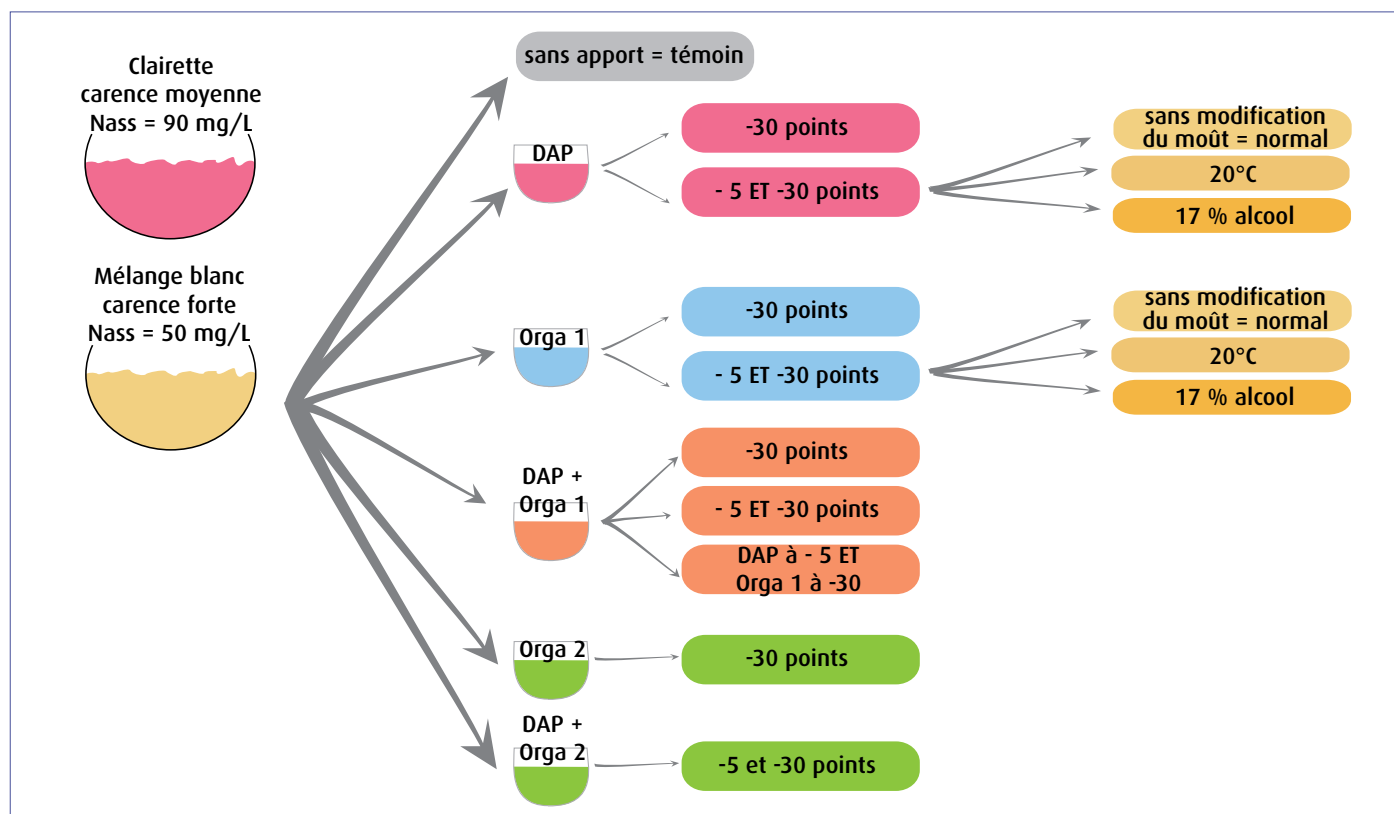 Clairette
carence moyenne
Nass = 90 mg/L
Mélange blanc
carence forte
Nass = 50 mg/L
sans apport = témoin
DAP
-30 points
- 5 ET -30 points
sans modification
du moût = normal
20°C
17 % alcool
Orga 1
-30 points
- 5 ET -30 points
sans modification
du moût = normal
20°C
17 % alcool
DAP +
Orga 1
-30 points
- 5 ET -30 points
DAP à - 5 ET
Orga 1 à -30
Orga 2
-30 points
DAP +
Orga 2
-5 et -30 points